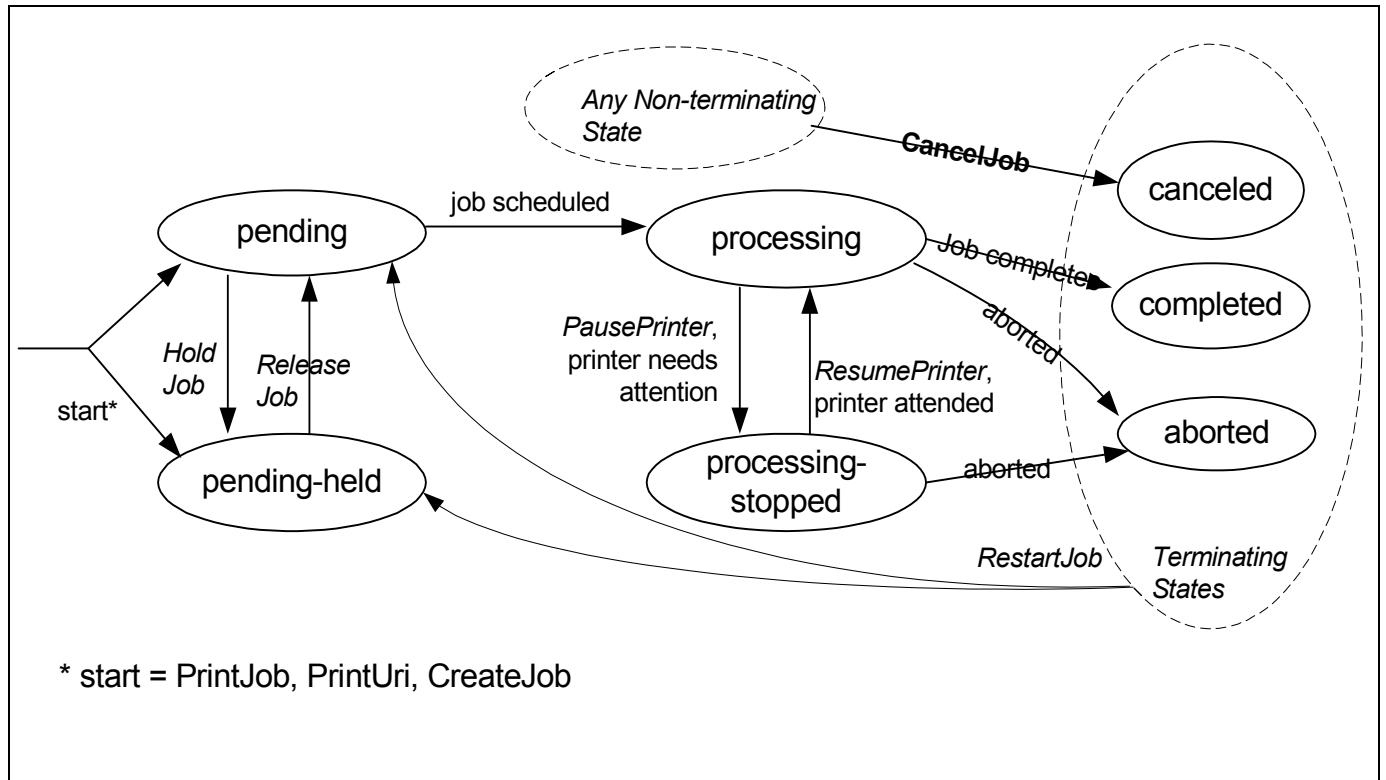 Any Non-terminating
State
CancelJob
canceled
pending
job scheduled
processing
Job completed
completed
Hold
Job
Release
Job
PausePrinter,
printer needs
attention
ResumePrinter,
printer attended
aborted
start*
aborted
pending-held
processing-
stopped
aborted
RestartJob
Terminating
States
* start = PrintJob, PrintUri, CreateJob